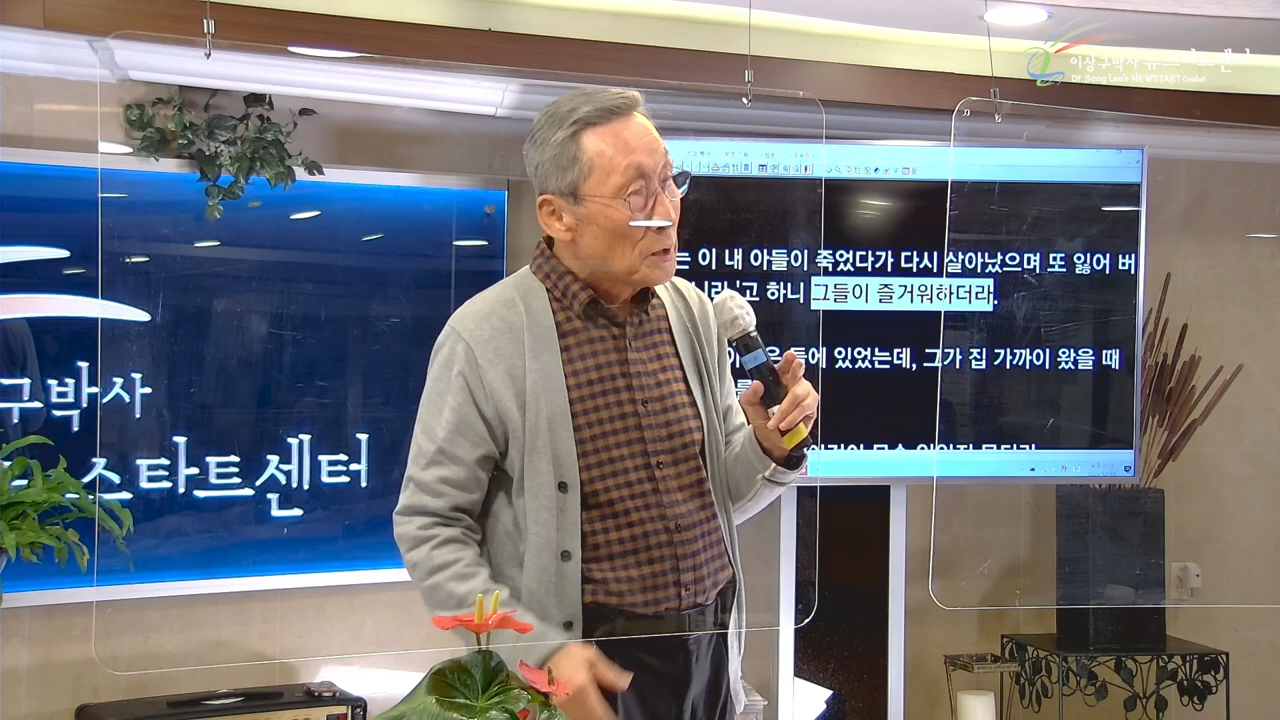 이상구박사 뉴스타트센터
Dr. Sang Lee's NEWSTART Center
는 이 내 아들이 죽었다가 다시 살아났으며 또 잃어 버
니라 '고 하니 그들이 즐거워하더라.
은 들에 있었는데, 그가 집 가까이 왔을 때
구박사
스타트센터